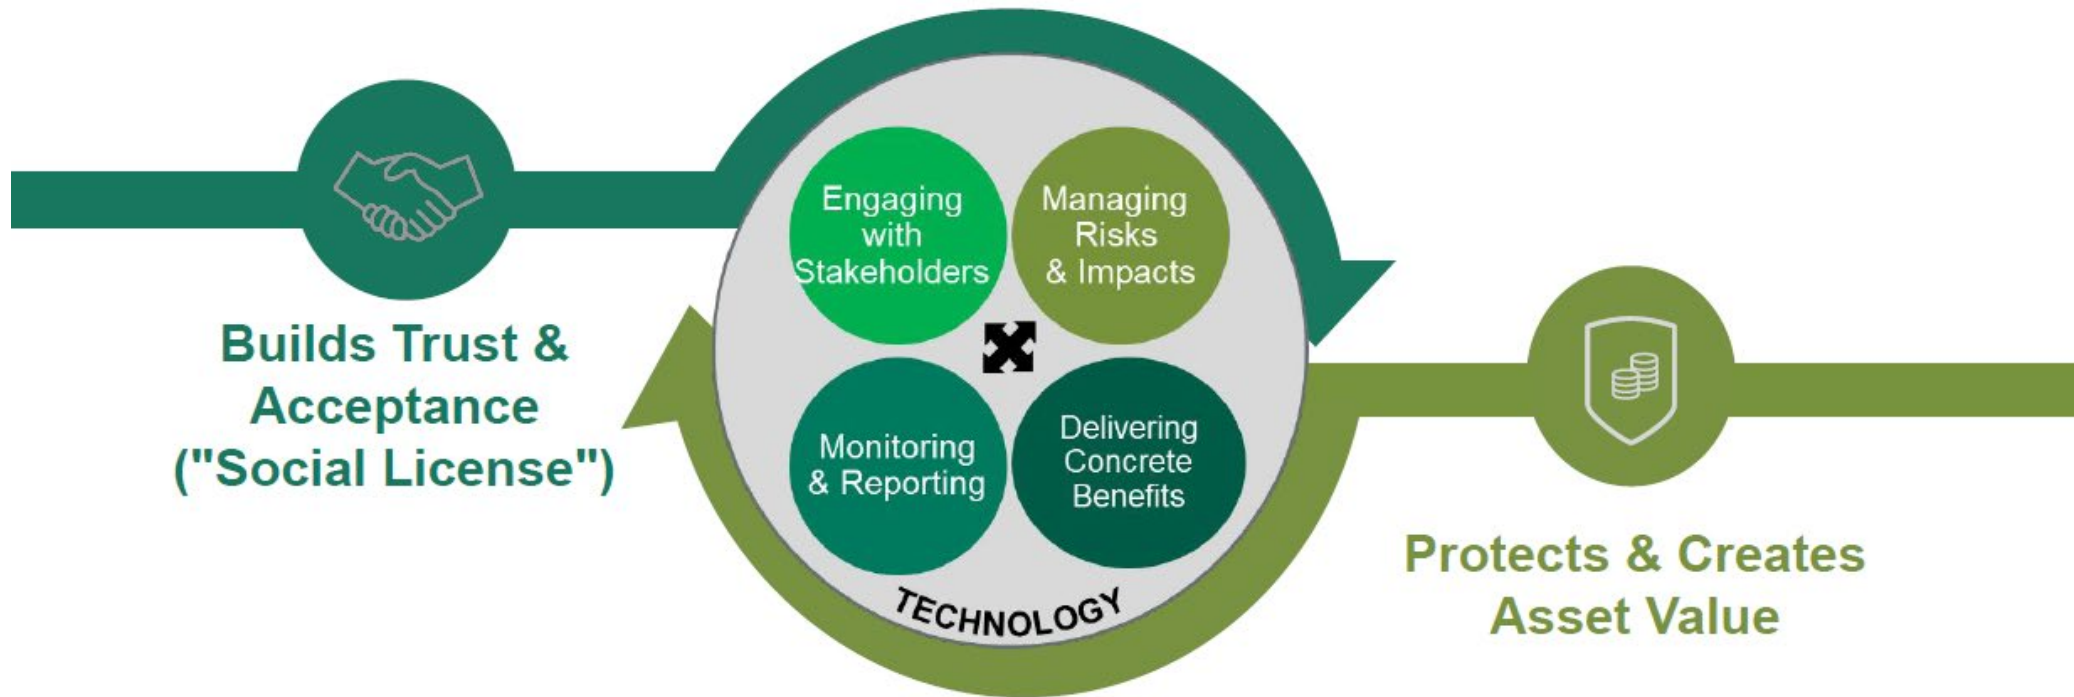 Engaging
with
Stakeholders
Managing
Risks
& Impacts
Builds Trust &
Acceptance
("Social License")
Monitoring
& Reporting
Delivering
Concrete
Benefits
TECHNOLOGY
Protects & Creates
Asset Value